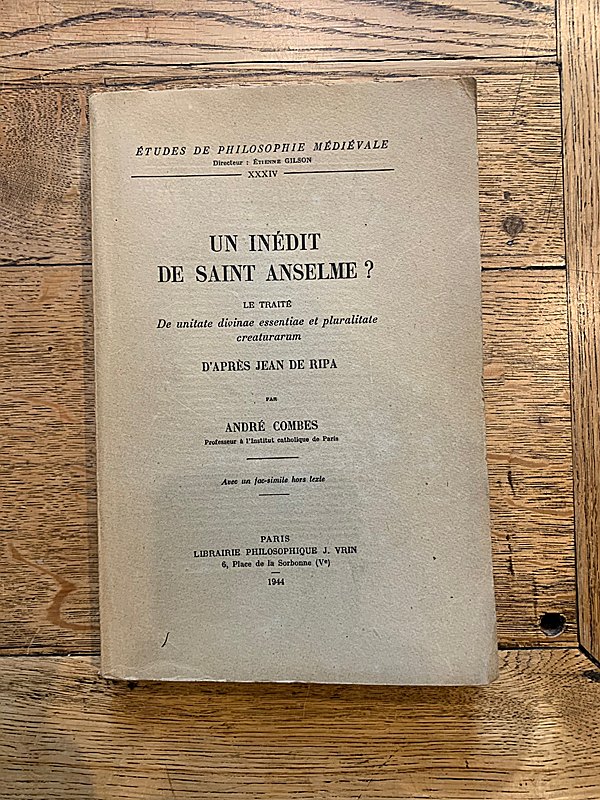 ÉTUDES DE PHILOSOPHIE MÉDIÉVALE
Directeur : ÉTIENNE GILSON
XXXIV
UN INÉDIT
DE SAINT ANSELME ?
LE TRAITÉ
De unitate divinae essentiae et pluralitate
creaturarum
D'APRÈS JEAN DE RIPA
PAR
ANDRÉ COMBES
Professeur à l'Institut catholique de Paris
Avec un fac-simile hors texte
PARIS
LIBRAIRIE PHILOSOPHIQUE J. VRIN
6, Place de la Sorbonne (Vᵉ)
1944